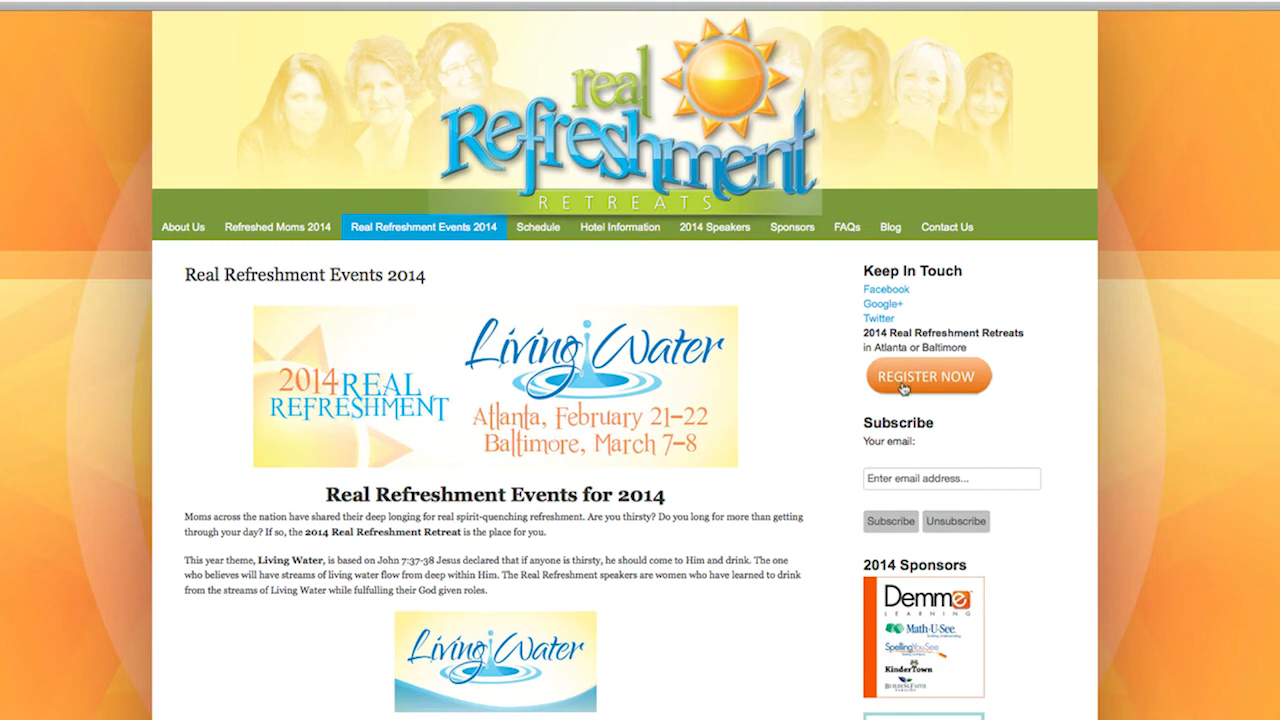 real
Refreshment
RETREATS
About Us Refreshed Moms 2014 Real Refreshment Events 2014 Schedule Hotel Information 2014 Speakers Sponsors FAQs Blog Contact Us
Real Refreshment Events 2014
2014 REAL
REFRESHMENT
Living Water
Atlanta, February 21–22
Baltimore, March 7–8
Real Refreshment Events for 2014
Moms across the nation have shared their deep longing for real spirit-quenching refreshment. Are you thirsty? Do you long for more than getting
through your day? If so, the 2014 Real Refreshment Retreat is the place for you.
This year theme, Living Water, is based on John 7:37-38 Jesus declared that if anyone is thirsty, he should come to Him and drink. The one
who believes will have streams of living water flow from deep within Him. The Real Refreshment speakers are women who have learned to drink
from the streams of Living Water while fulfulling their God given roles.
Living Water
Keep In Touch
Facebook
Google+
Twitter
2014 Real Refreshment Retreats
in Atlanta or Baltimore
REGISTER NOW
Subscribe
Your email:
Enter email address...
Subscribe Unsubscribe
2014 Sponsors
Demme
LEARNING
Math·U·See
SpellingYouSee
KinderTown
BUILDING FAITH
FAMILIES